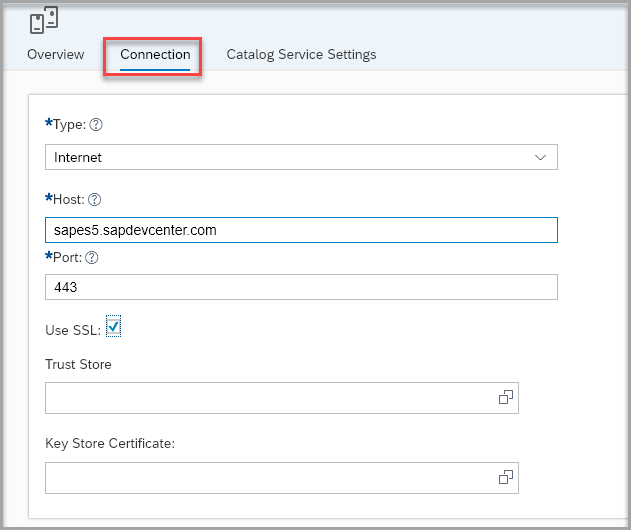 Overview Connection Catalog Service Settings
*Type: ?
Internet
*Host: ?
sapes5.sapdevcenter.com
*Port: ?
443
Use SSL:
Trust Store
Key Store Certificate: